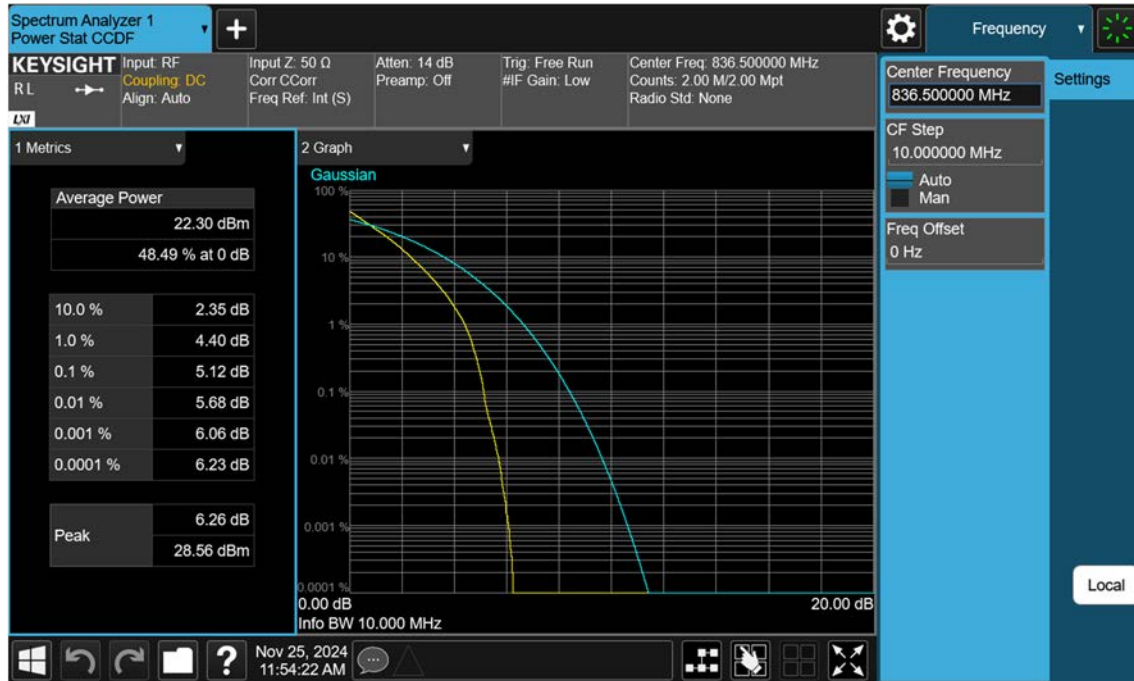 Spectrum Analyzer 1
Power Stat CCDF
+
Frequency
KEYSIGHT
R L
LXI
Input: RF
Coupling: DC
Align: Auto
Input Z: 50 Ω
Corr CCorr
Freq Ref: Int (S)
Atten: 14 dB
Preamp: Off
Trig: Free Run
#IF Gain: Low
Center Freq: 836.500000 MHz
Counts: 2.00 M/2.00 Mpt
Radio Std: None
Center Frequency
836.500000 MHz
Settings
CF Step
10.000000 MHz
Auto
Man
Freq Offset
0 Hz
Local
1 Metrics
Average Power
22.30 dBm
48.49 % at 0 dB
10.0 % 2.35 dB
1.0 % 4.40 dB
0.1 % 5.12 dB
0.01 % 5.68 dB
0.001 % 6.06 dB
0.0001 % 6.23 dB
Peak
6.26 dB
28.56 dBm
2 Graph
Gaussian
100 %
10 %
1 %
0.1 %
0.01 %
0.001 %
0.0001 %
0.00 dB 20.00 dB
Info BW 10.000 MHz
?
Nov 25, 2024
11:54:22 AM